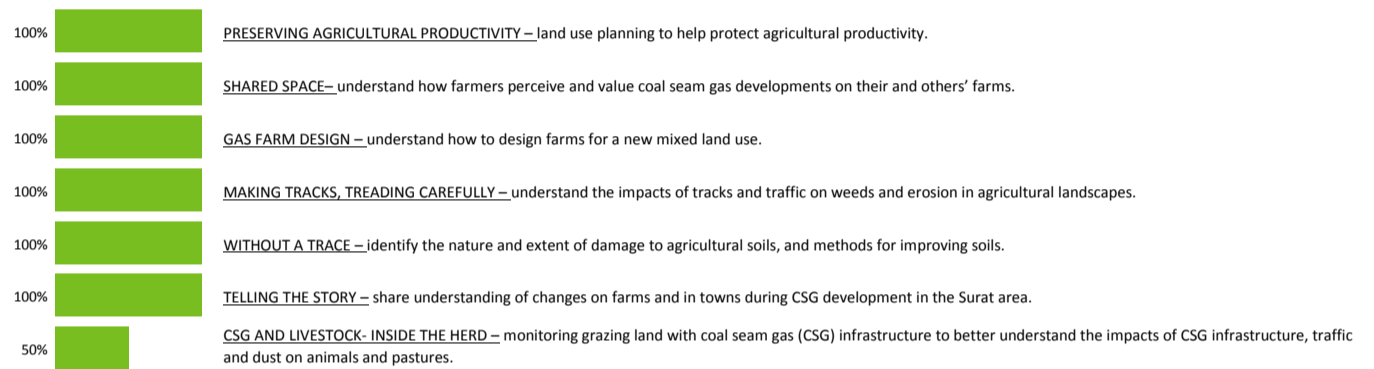 100% PRESERVING AGRICULTURAL PRODUCTIVITY – land use planning to help protect agricultural productivity.
100% SHARED SPACE– understand how farmers perceive and value coal seam gas developments on their and others’ farms.
100% GAS FARM DESIGN – understand how to design farms for a new mixed land use.
100% MAKING TRACKS, TREADING CAREFULLY – understand the impacts of tracks and traffic on weeds and erosion in agricultural landscapes.
100% WITHOUT A TRACE – identify the nature and extent of damage to agricultural soils, and methods for improving soils.
100% TELLING THE STORY – share understanding of changes on farms and in towns during CSG development in the Surat area.
50% CSG AND LIVESTOCK- INSIDE THE HERD – monitoring grazing land with coal seam gas (CSG) infrastructure to better understand the impacts of CSG infrastructure, traffic
and dust on animals and pastures.